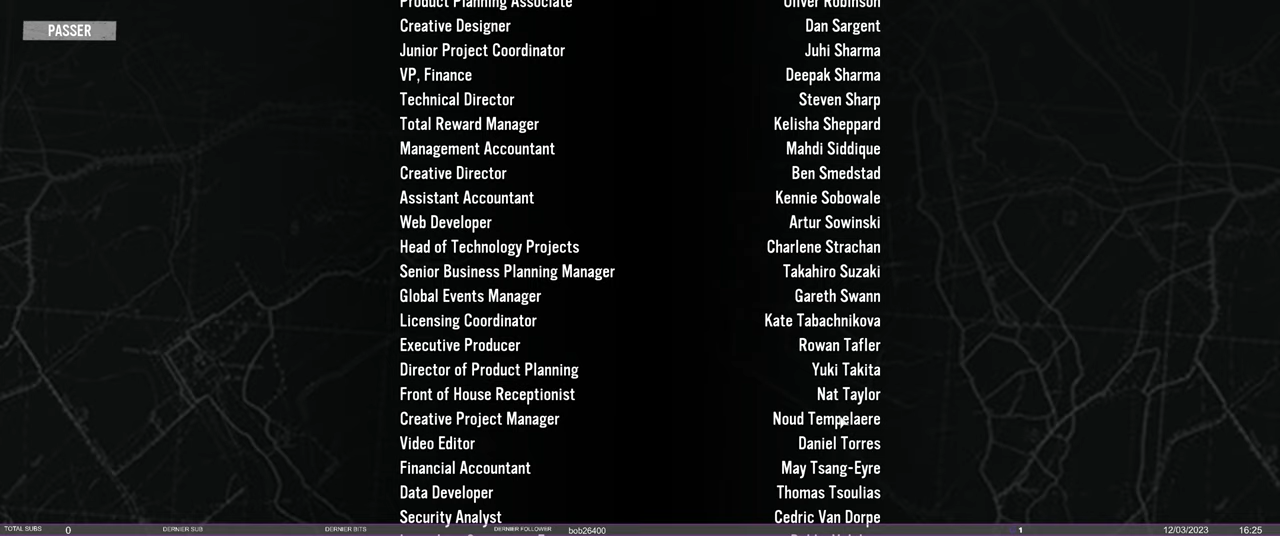 Product Planning Associate Oliver Robinson
PASSER
Creative Designer Dan Sargent
Junior Project Coordinator Juhi Sharma
VP, Finance Deepak Sharma
Technical Director Steven Sharp
Total Reward Manager Kelisha Sheppard
Management Accountant Mahdi Siddique
Creative Director Ben Smedstad
Assistant Accountant Kennie Sobowale
Web Developer Artur Sowinski
Head of Technology Projects Charlene Strachan
Senior Business Planning Manager Takahiro Suzaki
Global Events Manager Gareth Swann
Licensing Coordinator Kate Tabachnikova
Executive Producer Rowan Tafler
Director of Product Planning Yuki Takita
Front of House Receptionist Nat Taylor
Creative Project Manager Noud Tempelaere
Video Editor Daniel Torres
Financial Accountant May Tsang-Eyre
Data Developer Thomas Tsoulias
Security Analyst Cedric Van Dorpe
TOTAL SUBS 0 DERNIER SUB DERNIER BITS DERNIER FOLLOWER bob26400 1 12/03/2023 16:25